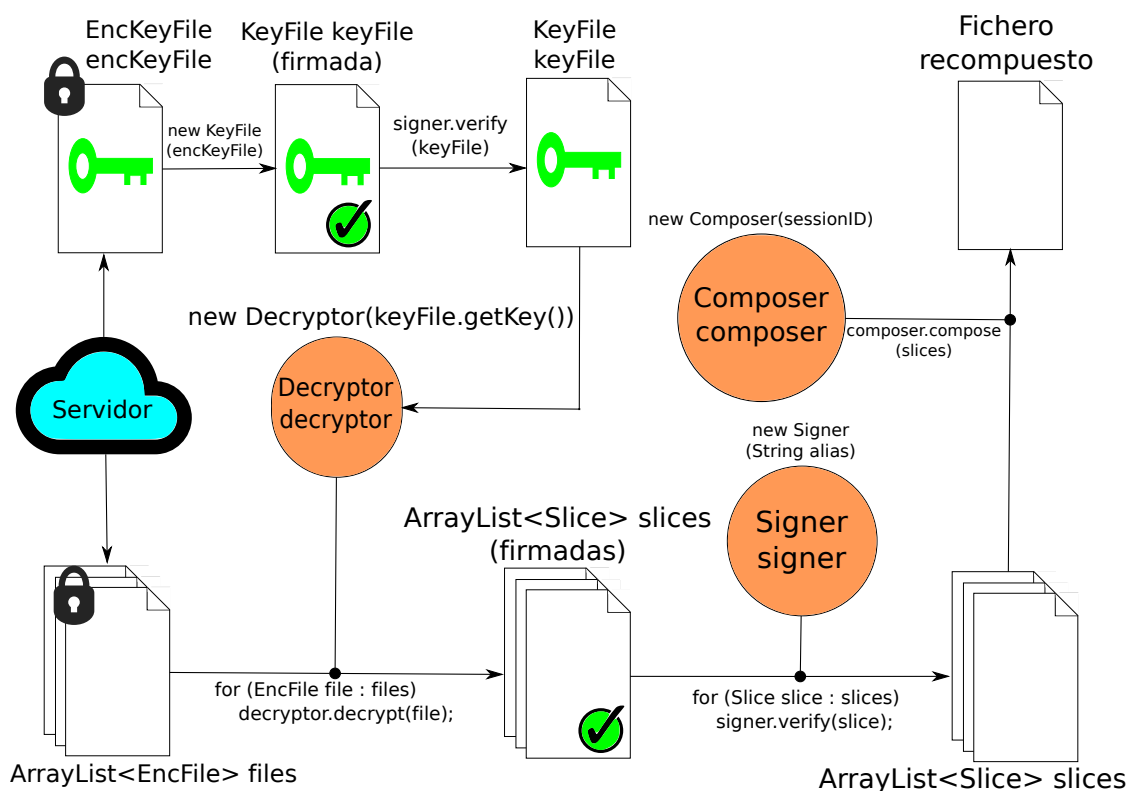 EncKeyFile
encKeyFile
KeyFile keyFile
(firmada)
KeyFile
keyFile
Fichero
recompuesto
new KeyFile
(encKeyFile)
signer.verify
(keyFile)
new Composer(sessionID)
Composer
composer
composer.compose
(slices)
new Decryptor(keyFile.getKey())
Decryptor
decryptor
Servidor
new Signer
(String alias)
Signer
signer
ArrayList<Slice> slices
(firmadas)
for (EncFile file : files)
decryptor.decrypt(file);
for (Slice slice : slices)
signer.verify(slice);
ArrayList<EncFile> files
ArrayList<Slice> slices